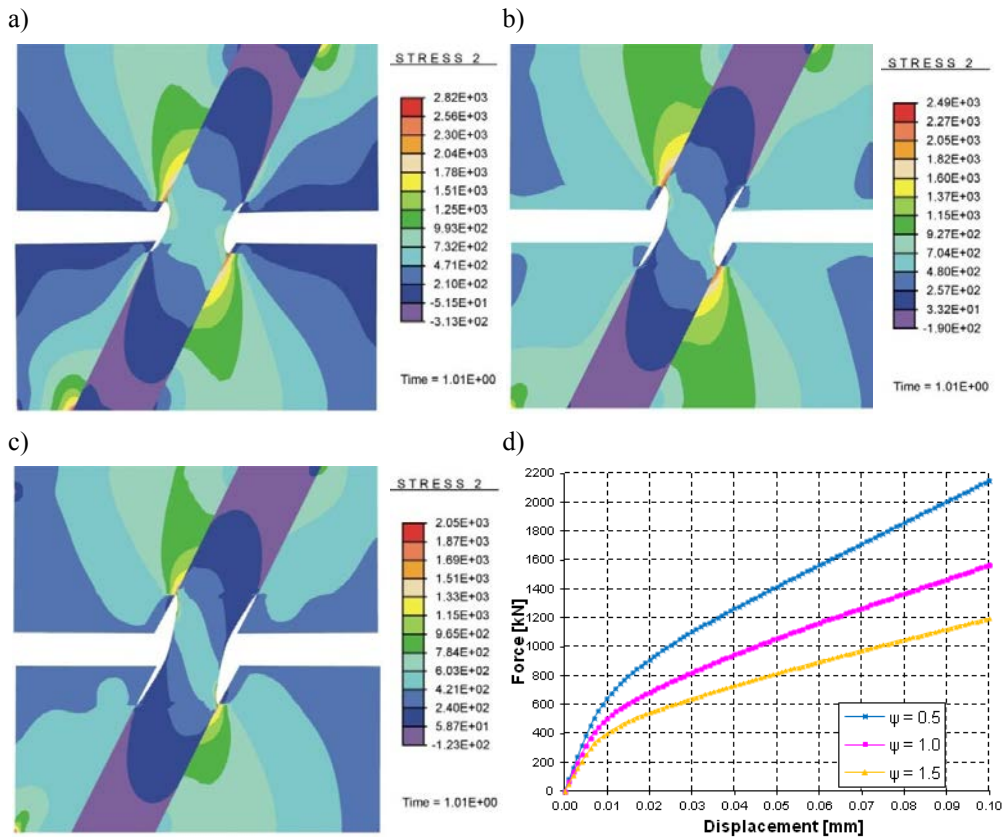 a)
STRESS 2
2.82E+03
2.56E+03
2.30E+03
2.04E+03
1.78E+03
1.51E+03
1.25E+03
9.93E+02
7.32E+02
4.71E+02
2.10E+02
-5.15E+01
-3.13E+02
Time = 1.01E+00
b)
STRESS 2
2.49E+03
2.27E+03
2.05E+03
1.82E+03
1.60E+03
1.37E+03
1.15E+03
9.27E+02
7.04E+02
4.80E+02
2.57E+02
3.32E+01
-1.90E+02
Time = 1.01E+00
c)
STRESS 2
2.05E+03
1.87E+03
1.69E+03
1.51E+03
1.33E+03
1.15E+03
9.65E+02
7.84E+02
6.03E+02
4.21E+02
2.40E+02
5.87E+01
-1.23E+02
Time = 1.01E+00
d)
Force [kN]
2200
2000
1800
1600
1400
1200
1000
800
600
400
200
0
0.00 0.01 0.02 0.03 0.04 0.05 0.06 0.07 0.08 0.09 0.10
Displacement [mm]
ψ = 0.5
ψ = 1.0
ψ = 1.5